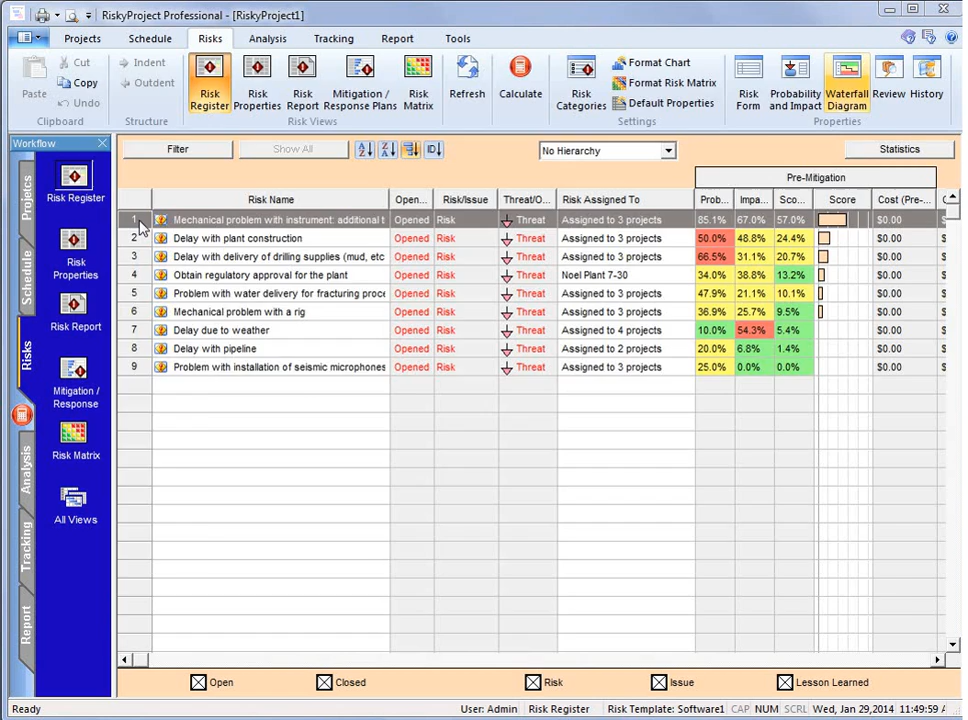 RiskyProject Professional - [RiskyProject1]
Projects Schedule Risks Analysis Tracking Report Tools
Paste Cut Copy Undo
Clipboard
Indent Outdent
Structure
Risk Register Risk Properties Risk Report Mitigation / Response Plans Risk Matrix
Risk Views
Refresh Calculate
Risk Categories Format Chart Format Risk Matrix Default Properties
Settings
Risk Form Probability and Impact Waterfall Diagram Review History
Properties
Workflow
Projetcs
Schedule
Risks
Analysis
Tracking
Report
Risk Register
Risk Properties
Risk Report
Mitigation / Response
Risk Matrix
All Views
Filter Show All No Hierarchy Statistics
Pre-Mitigation
Risk Name Open... Risk/Issue Threat/O... Risk Assigned To Prob... Impa... Sco... Score Cost (Pre-...
1 Mechanical problem with instrument: additional t Opened Risk Threat Assigned to 3 projects 85.1% 67.0% 57.0% $0.00
2 Delay with plant construction Opened Risk Threat Assigned to 3 projects 50.0% 48.8% 24.4% $0.00
3 Delay with delivery of drilling supplies (mud, etc Opened Risk Threat Assigned to 3 projects 66.5% 31.1% 20.7% $0.00
4 Obtain regulatory approval for the plant Opened Risk Threat Noel Plant 7-30 34.0% 38.8% 13.2% $0.00
5 Problem with water delivery for fracturing proce Opened Risk Threat Assigned to 3 projects 47.9% 21.1% 10.1% $0.00
6 Mechanical problem with a rig Opened Risk Threat Assigned to 3 projects 36.9% 25.7% 9.5% $0.00
7 Delay due to weather Opened Risk Threat Assigned to 4 projects 10.0% 54.3% 5.4% $0.00
8 Delay with pipeline Opened Risk Threat Assigned to 2 projects 20.0% 6.8% 1.4% $0.00
9 Problem with installation of seismic microphones Opened Risk Threat Assigned to 3 projects 25.0% 0.0% 0.0% $0.00
Open Closed Risk Issue Lesson Learned
Ready User: Admin Risk Register Risk Template: Software1 CAP NUM SCRL Wed, Jan 29,2014 11:49:59